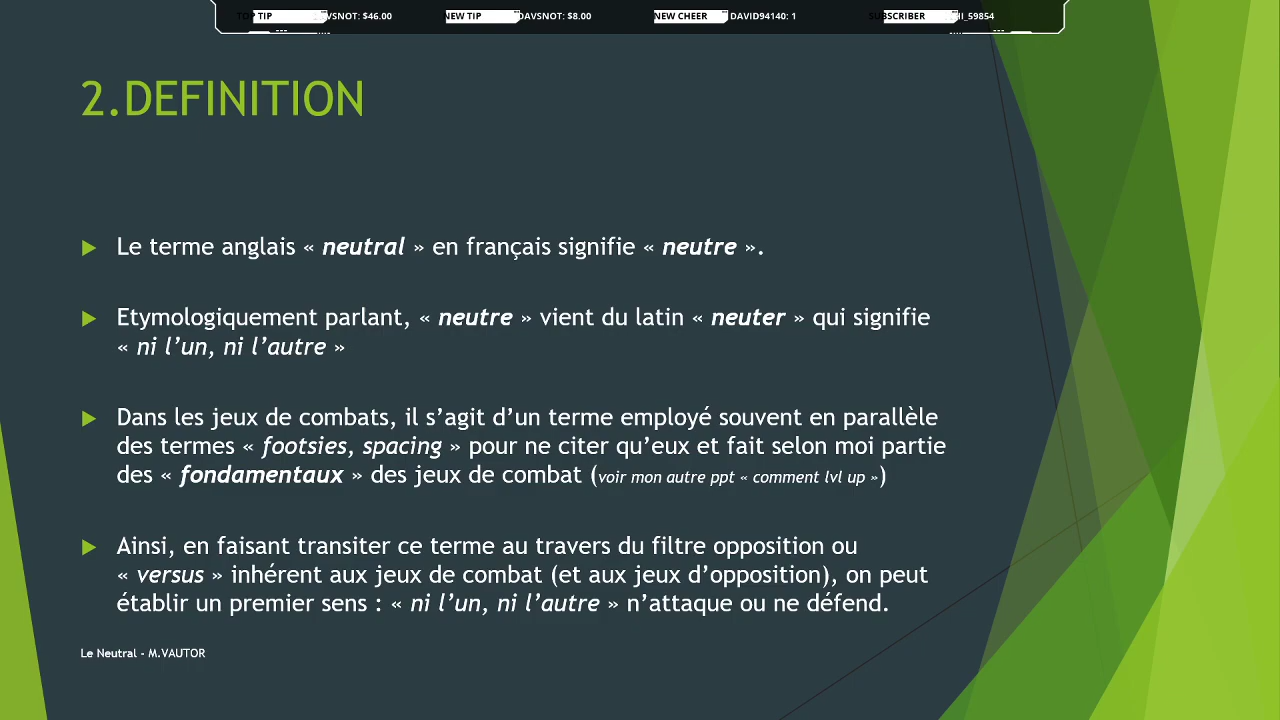 TOP TIP DAVSNOT: $46.00 NEW TIP DAVSNOT: $8.00 NEW CHEER DAVID94140: 1 SUBSCRIBER
2.DEFINITION
Le terme anglais « neutral » en français signifie « neutre ».
Etymologiquement parlant, « neutre » vient du latin « neuter » qui signifie
« ni l’un, ni l’autre »
Dans les jeux de combats, il s’agit d’un terme employé souvent en parallèle
des termes « footsies, spacing » pour ne citer qu’eux et fait selon moi partie
des « fondamentaux » des jeux de combat (voir mon autre ppt « comment lvl up »)
Ainsi, en faisant transiter ce terme au travers du filtre opposition ou
« versus » inhérent aux jeux de combat (et aux jeux d’opposition), on peut
établir un premier sens : « ni l’un, ni l’autre » n’attaque ou ne défend.
Le Neutral - M.VAUTOR